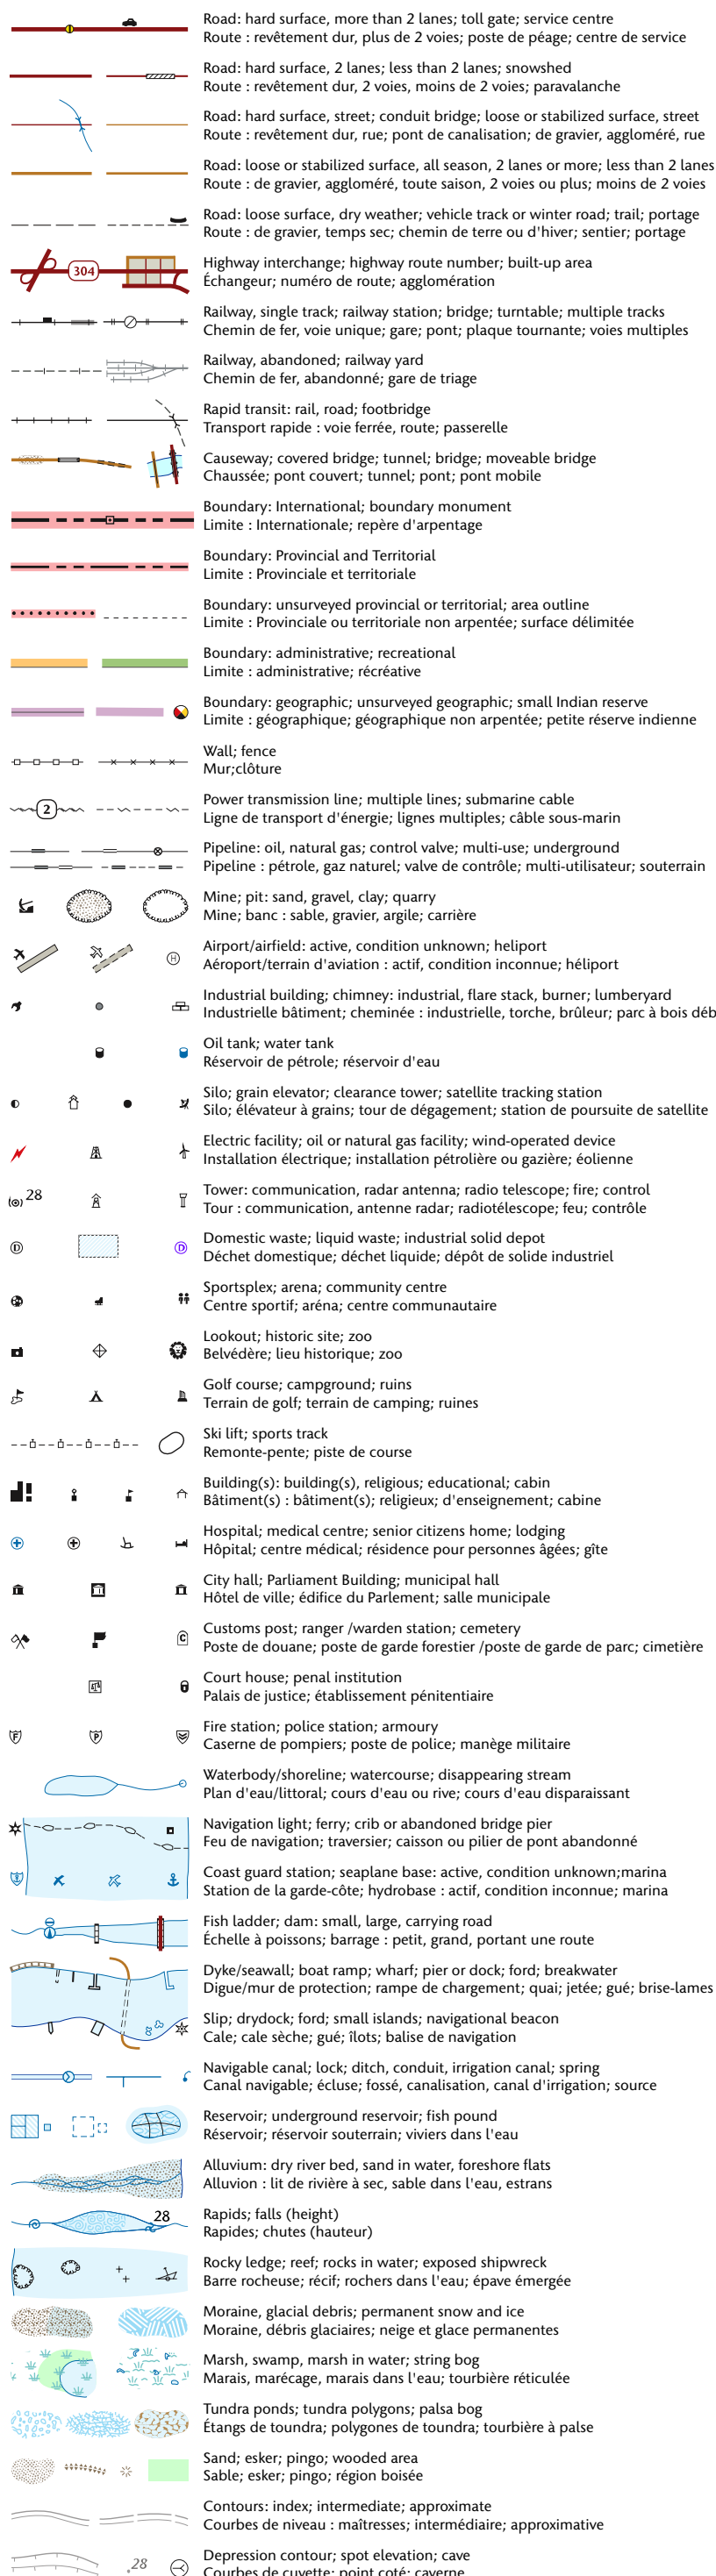 Road: hard surface, more than 2 lanes; toll gate; service centre
Route : revêtement dur, plus de 2 voies; poste de péage; centre de service
Road: hard surface, 2 lanes; less than 2 lanes; snowshed
Route : revêtement dur, 2 voies, moins de 2 voies; paravalanche
Road: hard surface, street; conduit bridge; loose or stabilized surface, street
Route : revêtement dur, rue; pont de canalisation; de gravier, aggloméré, rue
Road: loose or stabilized surface, all season, 2 lanes or more; less than 2 lanes
Route : de gravier, aggloméré, toute saison, 2 voies ou plus; moins de 2 voies
Road: loose surface, dry weather; vehicle track or winter road; trail; portage
Route : de gravier, temps sec; chemin de terre ou d'hiver; sentier; portage
304
Highway interchange; highway route number; built-up area
Échangeur; numéro de route; agglomération
Railway, single track; railway station; bridge; turntable; multiple tracks
Chemin de fer, voie unique; gare; pont; plaque tournante; voies multiples
Railway, abandoned; railway yard
Chemin de fer, abandonné; gare de triage
Rapid transit: rail, road; footbridge
Transport rapide : voie ferrée, route; passerelle
Causeway; covered bridge; tunnel; bridge; moveable bridge
Chaussée; pont couvert; tunnel; pont; pont mobile
Boundary: International; boundary monument
Limite : Internationale; repère d'arpentage
Boundary: Provincial and Territorial
Limite : Provinciale et territoriale
Boundary: unsurveyed provincial or territorial; area outline
Limite : Provinciale ou territoriale non arpentée; surface délimitée
Boundary: administrative; recreational
Limite : administrative; récréative
Boundary: geographic; unsurveyed geographic; small Indian reserve
Limite : géographique; géographique non arpentée; petite réserve indienne
Wall; fence
Mur;clôture
2
Power transmission line; multiple lines; submarine cable
Ligne de transport d'énergie; lignes multiples; câble sous-marin
Pipeline: oil, natural gas; control valve; multi-use; underground
Pipeline : pétrole, gaz naturel; valve de contrôle; multi-utilisateur; souterrain
Mine; pit: sand, gravel, clay; quarry
Mine; banc : sable, gravier, argile; carrière
H
Airport/airfield: active, condition unknown; heliport
Aéroport/terrain d'aviation : actif, condition inconnue; héliport
Industrial building; chimney: industrial, flare stack, burner; lumberyard
Industrielle bâtiment; cheminée : industrielle, torche, brûleur; parc à bois déb
Oil tank; water tank
Réservoir de pétrole; réservoir d'eau
Silo; grain elevator; clearance tower; satellite tracking station
Silo; élévateur à grains; tour de dégagement; station de poursuite de satellite
Electric facility; oil or natural gas facility; wind-operated device
Installation électrique; installation pétrolière ou gazière; éolienne
28
Tower: communication, radar antenna; radio telescope; fire; control
Tour : communication, antenne radar; radiotélescope; feu; contrôle
D D
Domestic waste; liquid waste; industrial solid depot
Déchet domestique; déchet liquide; dépôt de solide industriel
Sportsplex; arena; community centre
Centre sportif; aréna; centre communautaire
Lookout; historic site; zoo
Belvédère; lieu historique; zoo
Golf course; campground; ruins
Terrain de golf; terrain de camping; ruines
Ski lift; sports track
Remonte-pente; piste de course
Building(s): building(s), religious; educational; cabin
Bâtiment(s) : bâtiment(s); religieux; d'enseignement; cabine
Hospital; medical centre; senior citizens home; lodging
Hôpital; centre médical; résidence pour personnes âgées; gîte
City hall; Parliament Building; municipal hall
Hôtel de ville; édifice du Parlement; salle municipale
C
Customs post; ranger /warden station; cemetery
Poste de douane; poste de garde forestier /poste de garde de parc; cimetière
Court house; penal institution
Palais de justice; établissement pénitentiaire
F P
Fire station; police station; armoury
Caserne de pompiers; poste de police; manège militaire
Waterbody/shoreline; watercourse; disappearing stream
Plan d'eau/littoral; cours d'eau ou rive; cours d'eau disparaissant
Navigation light; ferry; crib or abandoned bridge pier
Feu de navigation; traversier; caisson ou pilier de pont abandonné
Coast guard station; seaplane base: active, condition unknown;marina
Station de la garde-côte; hydrobase : actif, condition inconnue; marina
Fish ladder; dam: small, large, carrying road
Échelle à poissons; barrage : petit, grand, portant une route
Dyke/seawall; boat ramp; wharf; pier or dock; ford; breakwater
Digue/mur de protection; rampe de chargement; quai; jetée; gué; brise-lames
Slip; drydock; ford; small islands; navigational beacon
Cale; cale sèche; gué; îlots; balise de navigation
Navigable canal; lock; ditch, conduit, irrigation canal; spring
Canal navigable; écluse; fossé, canalisation, canal d'irrigation; source
Reservoir; underground reservoir; fish pound
Réservoir; réservoir souterrain; viviers dans l'eau
Alluvium: dry river bed, sand in water, foreshore flats
Alluvion : lit de rivière à sec, sable dans l'eau, estrans
28
Rapids; falls (height)
Rapides; chutes (hauteur)
Rocky ledge; reef; rocks in water; exposed shipwreck
Barre rocheuse; récif; rochers dans l'eau; épave émergée
Moraine, glacial debris; permanent snow and ice
Moraine, débris glaciaires; neige et glace permanentes
Marsh, swamp, marsh in water; string bog
Marais, marécage, marais dans l'eau; tourbière réticulée
Tundra ponds; tundra polygons; palsa bog
Étangs de toundra; polygones de toundra; tourbière à palse
Sand; esker; pingo; wooded area
Sable; esker; pingo; région boisée
Contours: index; intermediate; approximate
Courbes de niveau : maîtresses; intermédiaire; approximative
.28
Depression contour; spot elevation; cave
Courbes de cuvette; point coté; caverne